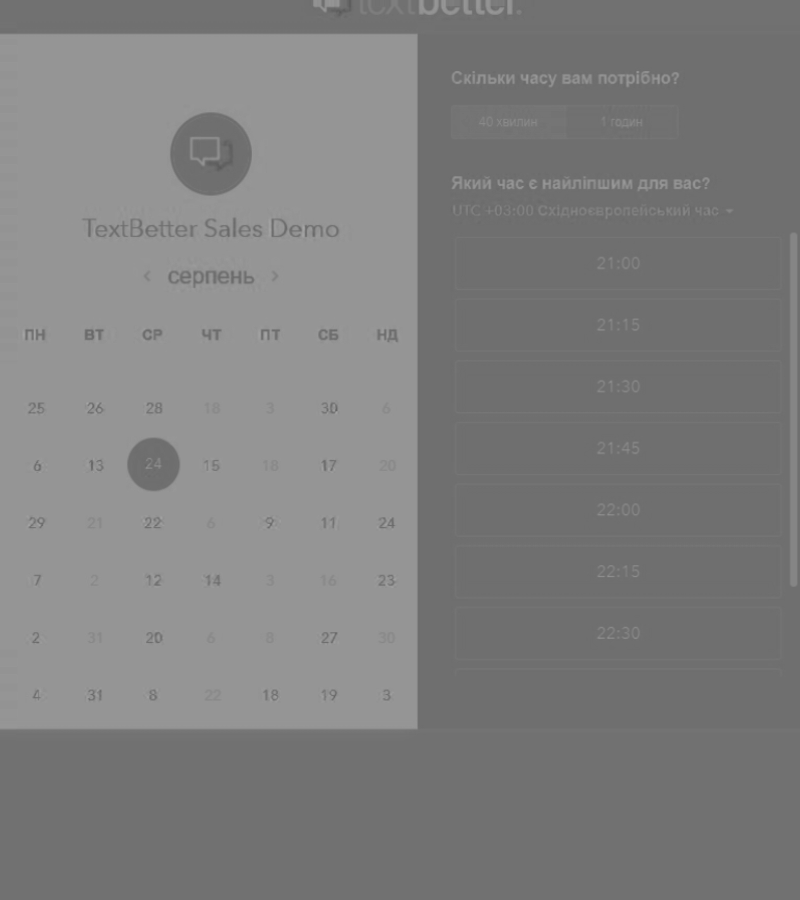 textbetter.
TextBetter Sales Demo
‹ серпень ›
ПН ВТ СР ЧТ ПТ СБ НД
25 26 28 18 3 30 6
6 13 24 15 18 17 20
29 21 22 6 9 11 24
7 2 12 14 3 16 23
2 31 20 6 8 27 30
4 31 8 22 18 19 3
Скільки часу вам потрібно?
40 хвилин 1 годин
Який час є найліпшим для вас?
UTC +03:00 Східноєвропейський час
21:00
21:15
21:30
21:45
22:00
22:15
22:30